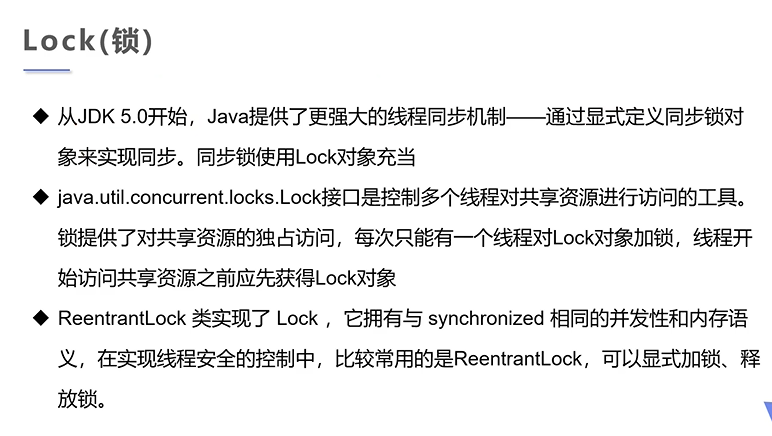 Lock(锁)
◆ 从JDK 5.0开始，Java提供了更强大的线程同步机制——通过显式定义同步锁对
象来实现同步。同步锁使用Lock对象充当
◆ java.util.concurrent.locks.Lock接口是控制多个线程对共享资源进行访问的工具。
锁提供了对共享资源的独占访问，每次只能有一个线程对Lock对象加锁，线程开
始访问共享资源之前应先获得Lock对象
◆ ReentrantLock 类实现了 Lock ，它拥有与 synchronized 相同的并发性和内存语
义，在实现线程安全的控制中，比较常用的是ReentrantLock，可以显式加锁、释
放锁。